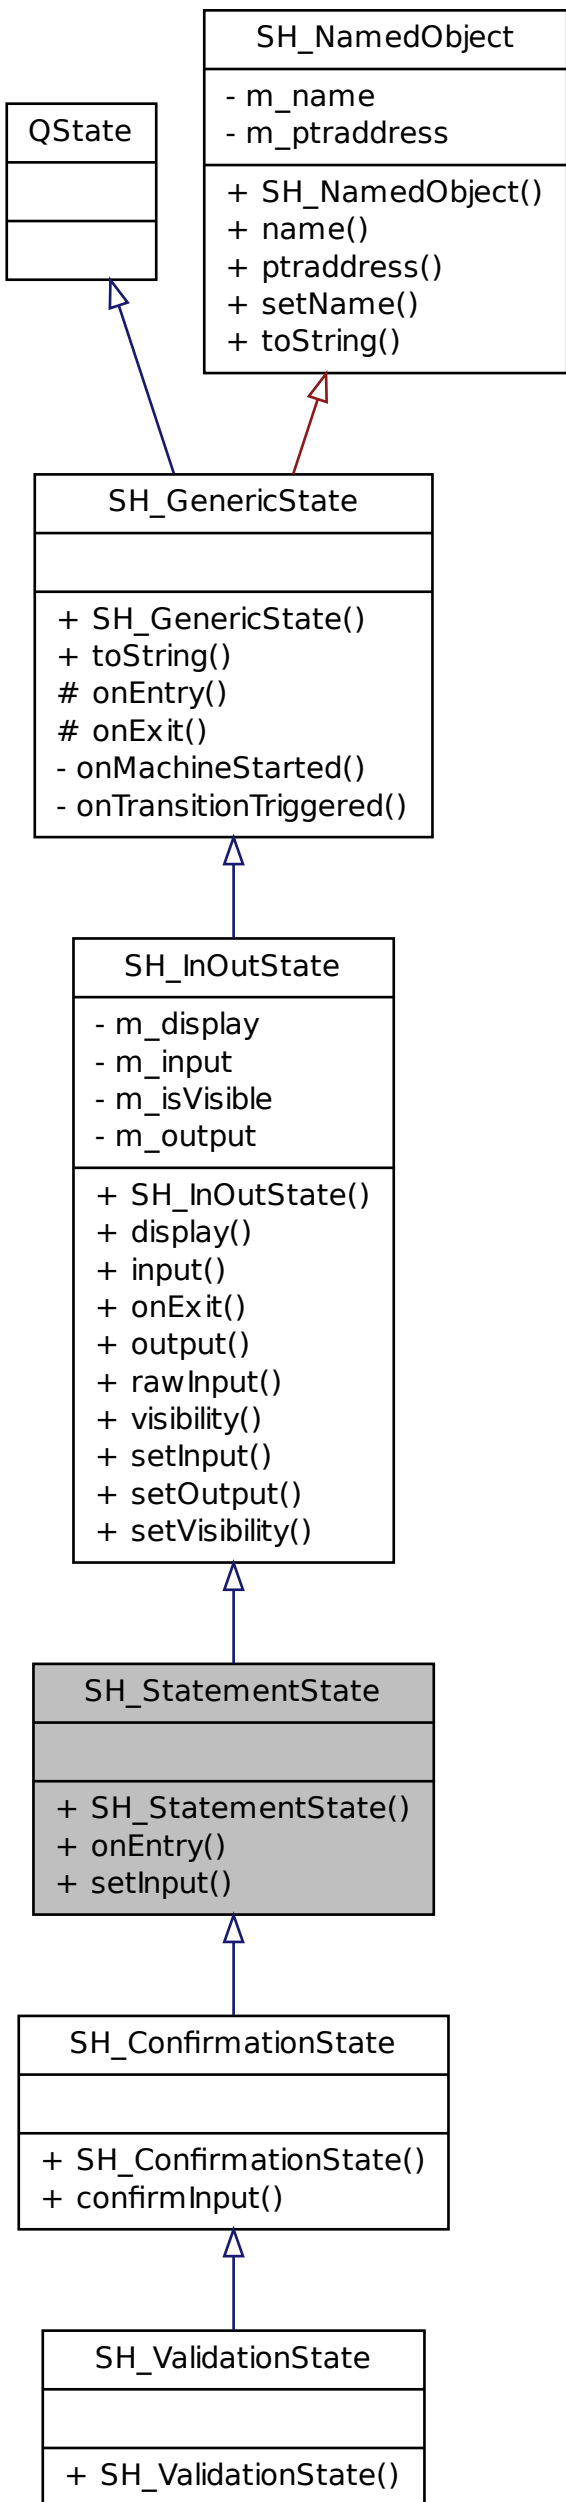 SH_NamedObject
- m_name
- m_ptraddress
+ SH_NamedObject()
+ name()
+ ptraddress()
+ setName()
+ toString()
QState
SH_GenericState
+ SH_GenericState()
+ toString()
# onEntry()
# onExit()
- onMachineStarted()
- onTransitionTriggered()
SH_InOutState
- m_display
- m_input
- m_isVisible
- m_output
+ SH_InOutState()
+ display()
+ input()
+ onExit()
+ output()
+ rawInput()
+ visibility()
+ setInput()
+ setOutput()
+ setVisibility()
SH_StatementState
+ SH_StatementState()
+ onEntry()
+ setInput()
SH_ConfirmationState
+ SH_ConfirmationState()
+ confirmInput()
SH_ValidationState
+ SH_ValidationState()